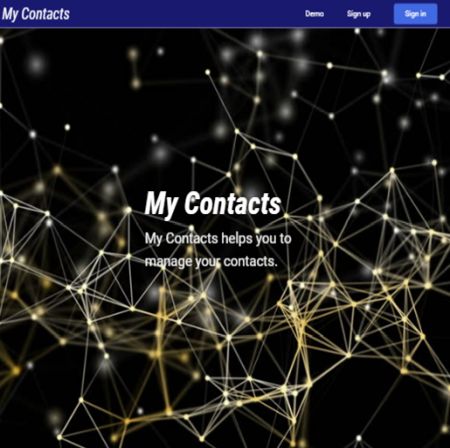 My Contacts
Demo
Sign up
Sign in
My Contacts
My Contacts helps you to
manage your contacts.